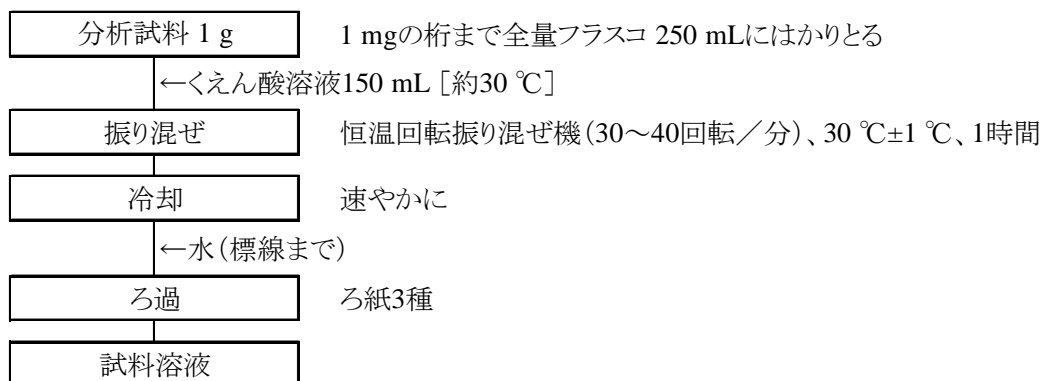 分析試料 1 g 1 mgの桁まで全量フラスコ 250 mLにはかりとる
←くえん酸溶液150 mL [約30 ℃]
振り混ぜ 恒温回転振り混ぜ機(30～40回転／分)、30 ℃±1 ℃、1時間
冷却 速やかに
←水(標線まで)
ろ過 ろ紙3種
試料溶液